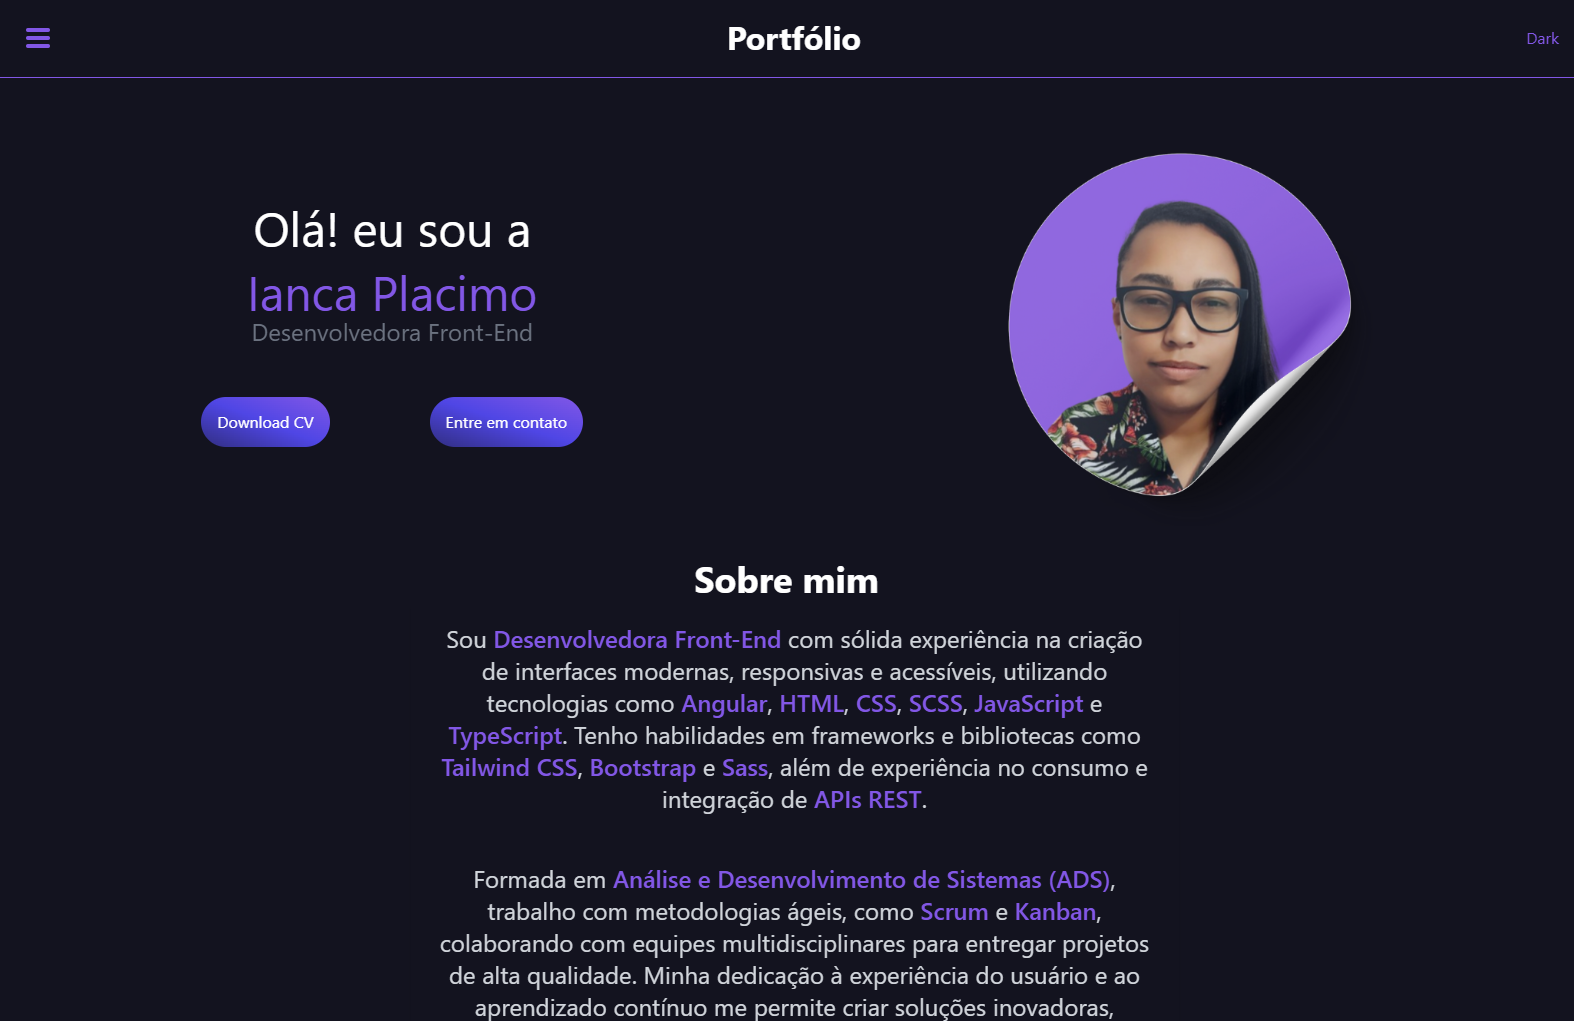 Portfólio
Dark
Olá! eu sou a
Ianca Placimo
Desenvolvedora Front-End
Download CV
Entre em contato
Sobre mim
Sou Desenvolvedora Front-End com sólida experiência na criação
de interfaces modernas, responsivas e acessíveis, utilizando
tecnologias como Angular, HTML, CSS, SCSS, JavaScript e
TypeScript. Tenho habilidades em frameworks e bibliotecas como
Tailwind CSS, Bootstrap e Sass, além de experiência no consumo e
integração de APIs REST.
Formada em Análise e Desenvolvimento de Sistemas (ADS),
trabalho com metodologias ágeis, como Scrum e Kanban,
colaborando com equipes multidisciplinares para entregar projetos
de alta qualidade. Minha dedicação à experiência do usuário e ao
aprendizado contínuo me permite criar soluções inovadoras,